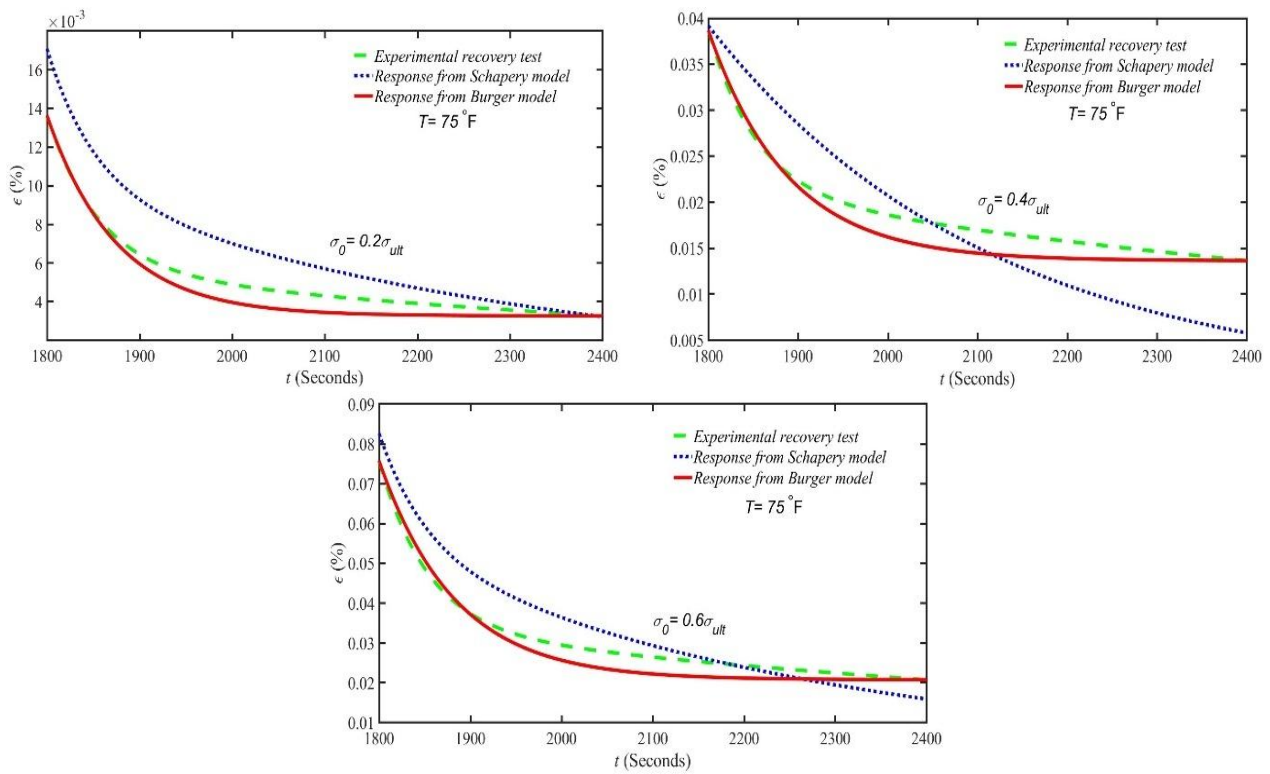 ×10⁻³
16
14
12
10
8
6
4
ϵ (%)
Experimental recovery test
Response from Schapery model
Response from Burger model
T= 75 °F
σ₀= 0.2σᵤₗₜ
1800 1900 2000 2100 2200 2300 2400
t (Seconds)
0.04
0.035
0.03
0.025
0.02
0.015
0.01
0.005
ϵ (%)
Experimental recovery test
Response from Schapery model
Response from Burger model
T= 75 °F
σ₀= 0.4σᵤₗₜ
1800 1900 2000 2100 2200 2300 2400
t (Seconds)
0.09
0.08
0.07
0.06
0.05
0.04
0.03
0.02
0.01
ϵ (%)
Experimental recovery test
Response from Schapery model
Response from Burger model
T= 75 °F
σ₀= 0.6σᵤₗₜ
1800 1900 2000 2100 2200 2300 2400
t (Seconds)